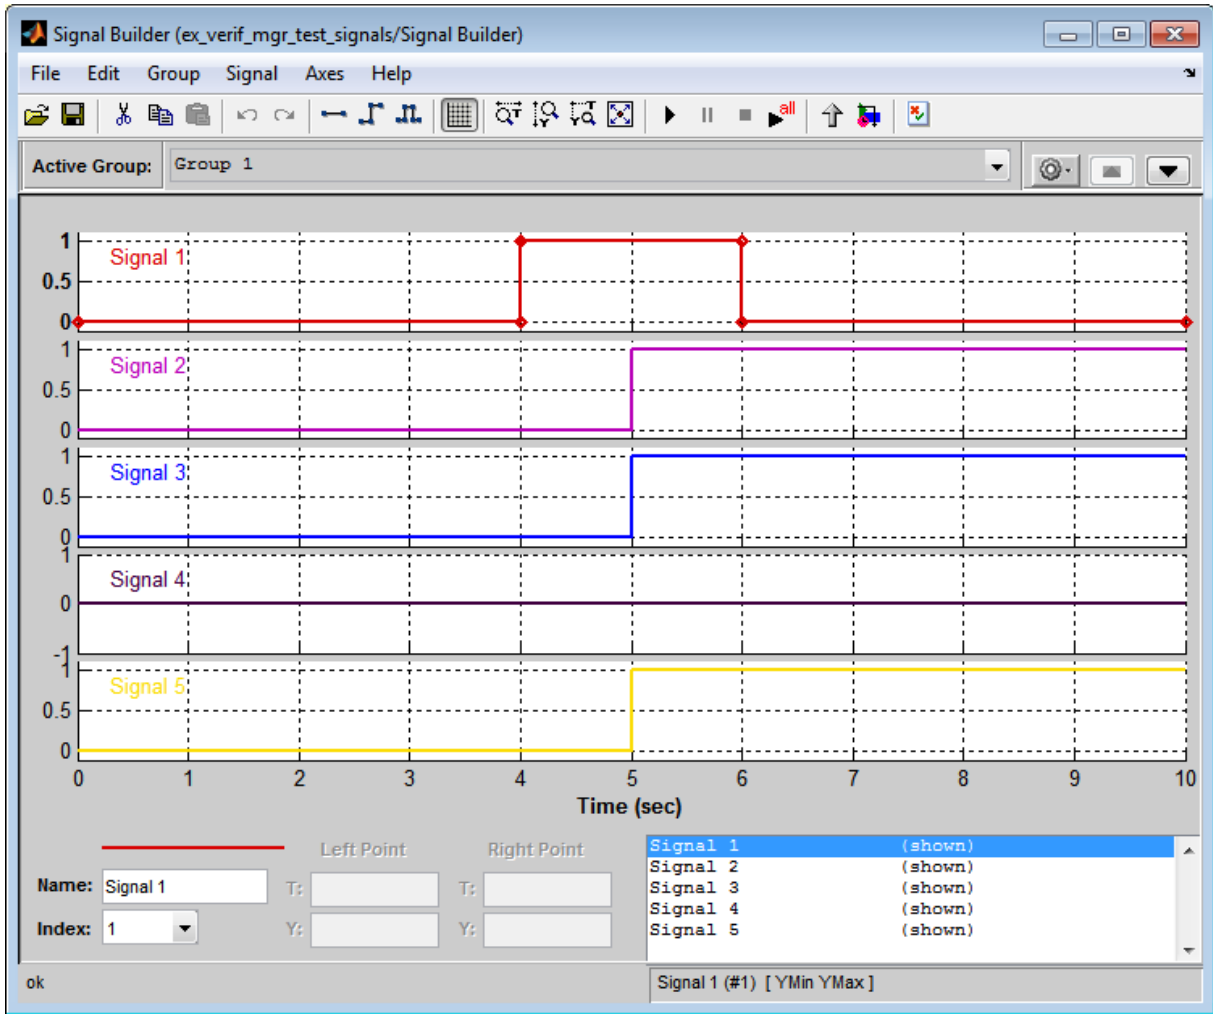 Signal Builder (ex_verif_mgr_test_signals/Signal Builder)
File Edit Group Signal Axes Help
all
Active Group: Group 1
1
Signal 1
0.5
0
1
Signal 2
0.5
0
1
Signal 3
0.5
0
1
Signal 4
0
-1
1
Signal 5
0.5
0
0 1 2 3 4 5 6 7 8 9 10
Time (sec)
Left Point Right Point
Name: Signal 1 T: T:
Index: 1 Y: Y:
Signal 1 (shown)
Signal 2 (shown)
Signal 3 (shown)
Signal 4 (shown)
Signal 5 (shown)
ok
Signal 1 (#1) [ YMin YMax ]